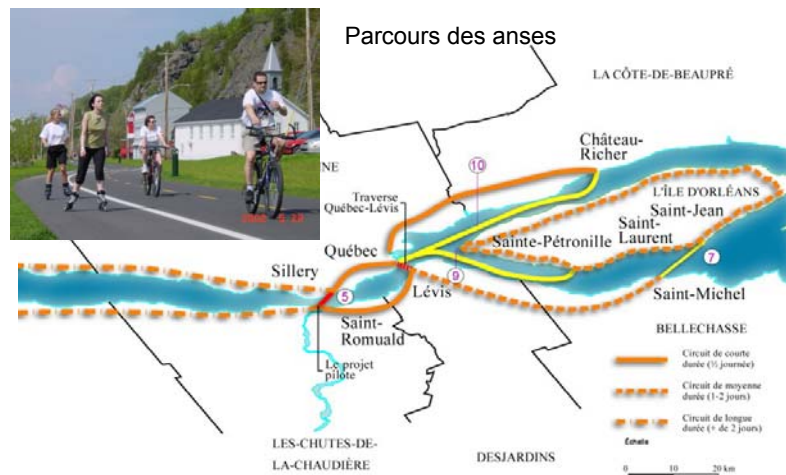 Parcours des anses
LA CÔTE-DE-BEAUPRÉ
Château-
Richer
NE
10
Traverse
Québec-Lévis
L'ÎLE D'ORLÉANS
Saint-Jean
Saint-
Laurent
Sainte-Pétronille
Québec
Sillery
9
7
5
Lévis
Saint-Michel
Saint-
Romuald
BELLECHASSE
Le projet
pilote
Circuit de courte
durée (½ journée)
Circuit de moyenne
durée (1-2 jours)
Circuit de longue
durée (+ de 2 jours)
Échelle
LES-CHUTES-DE-
LA-CHAUDIÈRE
DESJARDINS
0 10 20 km